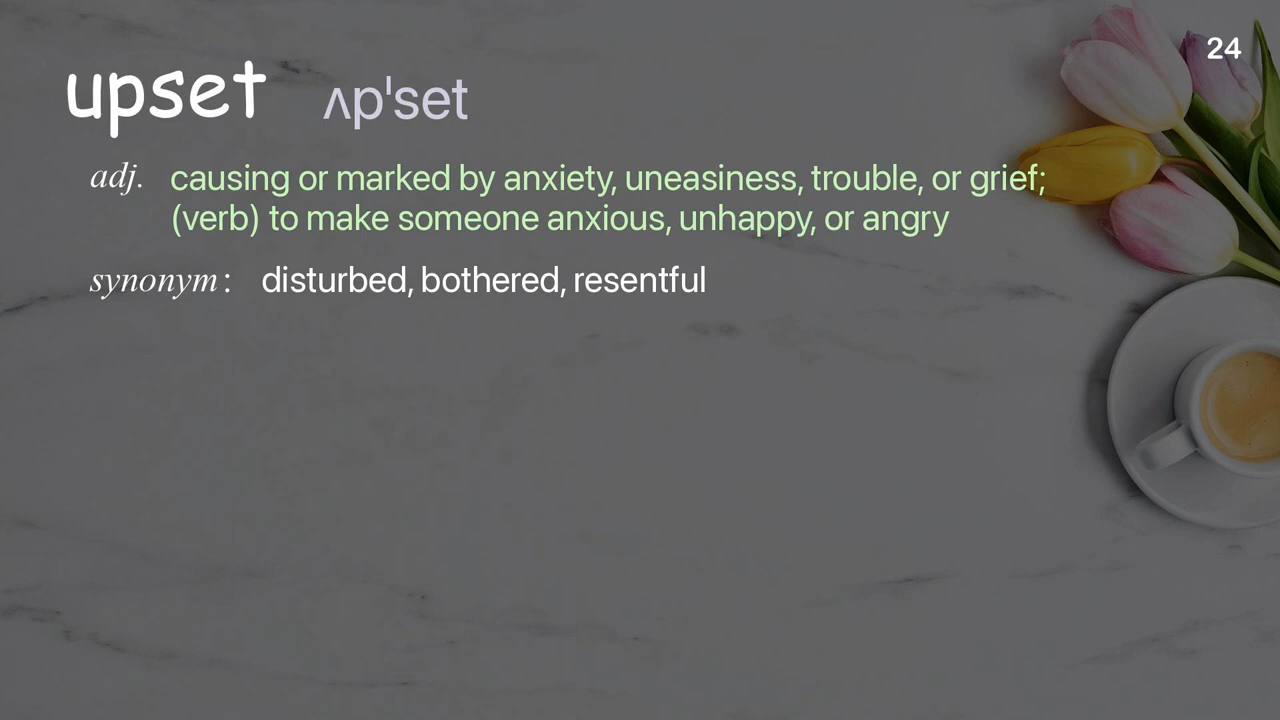 24
upset ʌp'set
adj. causing or marked by anxiety, uneasiness, trouble, or grief;
(verb) to make someone anxious, unhappy, or angry
synonym: disturbed, bothered, resentful